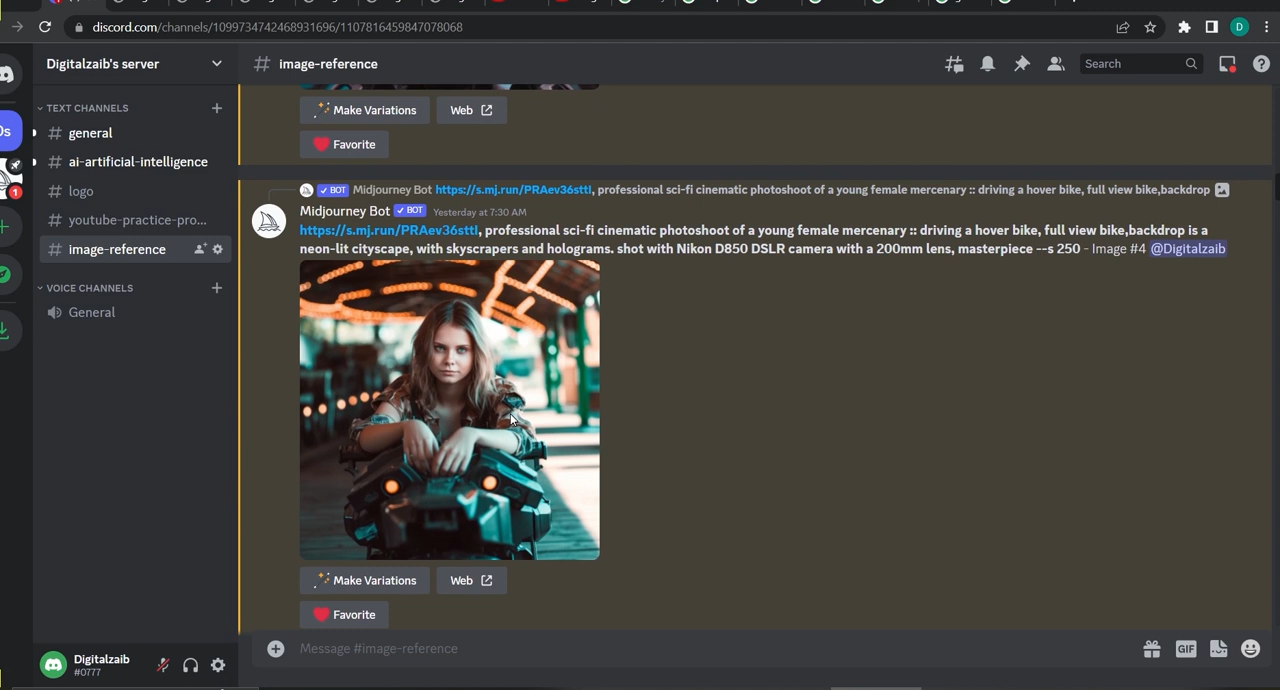 discord.com/channels/1099734742468931696/1107816459847078068
D
Digitalzaib's server
# image-reference
Search
TEXT CHANNELS
general
ai-artificial-intelligence
logo
youtube-practice-pro...
image-reference
VOICE CHANNELS
General
1
Make Variations
Web
Favorite
BOT Midjourney Bot https://s.mj.run/PRAev36sttI, professional sci-fi cinematic photoshoot of a young female mercenary :: driving a hover bike, full view bike,backdrop
Midjourney Bot BOT Yesterday at 7:30 AM
https://s.mj.run/PRAev36sttI, professional sci-fi cinematic photoshoot of a young female mercenary :: driving a hover bike, full view bike,backdrop is a
neon-lit cityscape, with skyscrapers and holograms. shot with Nikon D850 DSLR camera with a 200mm lens, masterpiece --s 250 - Image #4 @Digitalzaib
Make Variations
Web
Favorite
Message #image-reference
GIF
Digitalzaib
#0777